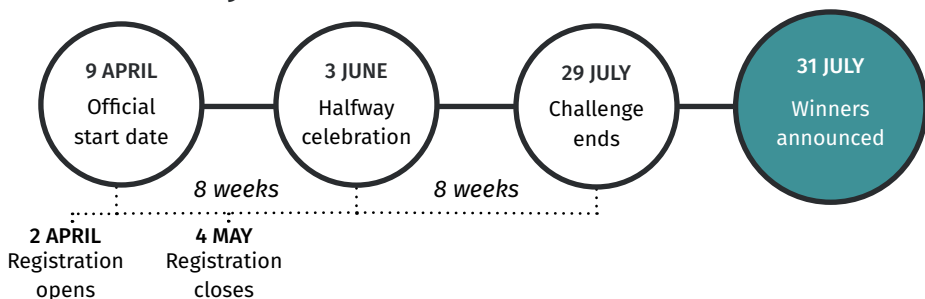 9 APRIL
Official
start date
3 JUNE
Halfway
celebration
29 JULY
Challenge
ends
31 JULY
Winners
announced
8 weeks
8 weeks
2 APRIL
Registration
opens
4 MAY
Registration
closes